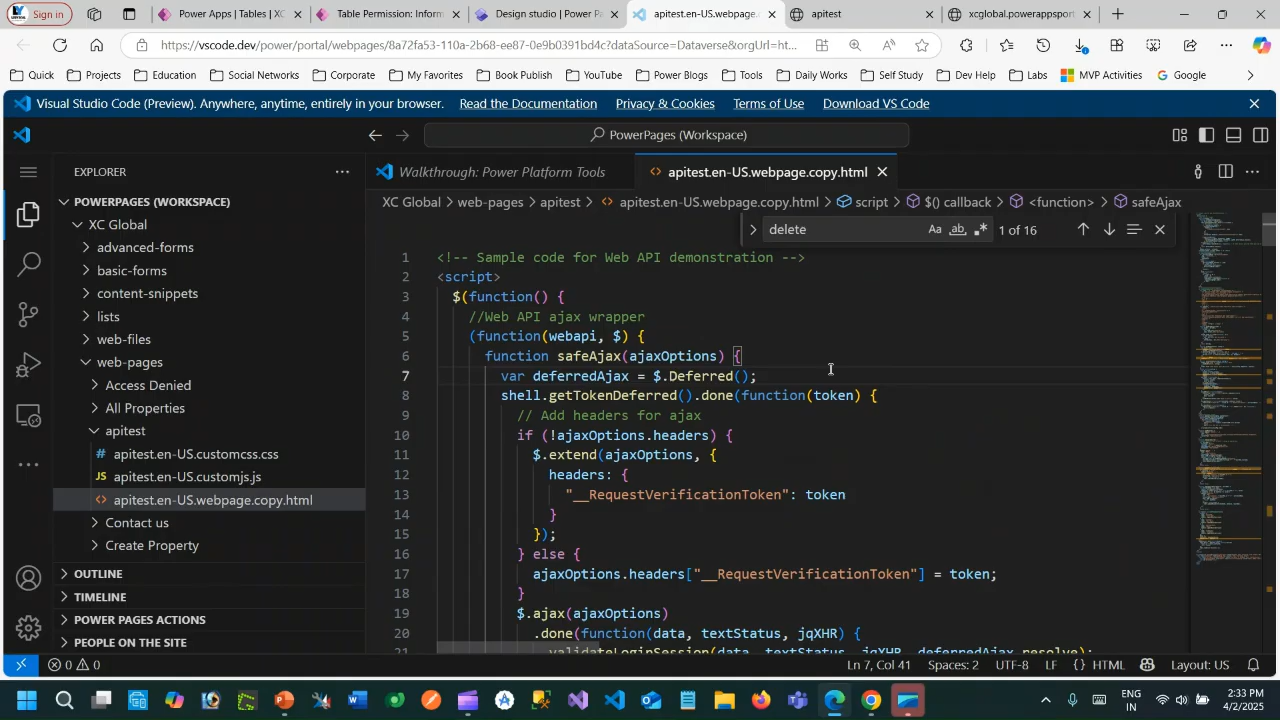 Sign in
Power Apps | Tables | XC
Table Permission: Inform
Design studio | Power Pa
apitest.en-US.webpage.c
apitest
xcglobal.powerappsport
https://vscode.dev/power/portal/webpages/8a72fa53-110a-2b68-ee87-0e9b0391bd4c?dataSource=Dataverse&orgUrl=ht...
Quick
Projects
Education
Social Networks
Corporate
My Favorites
Book Publish
YouTube
Power Blogs
Tools
Daily Works
Self Study
Dev Help
Labs
MVP Activities
Google
Visual Studio Code (Preview). Anywhere, anytime, entirely in your browser. Read the Documentation Privacy & Cookies Terms of Use Download VS Code
PowerPages (Workspace)
EXPLORER
POWERPAGES (WORKSPACE)
XC Global
advanced-forms
basic-forms
content-snippets
lists
web-files
web-pages
Access Denied
All Properties
apitest
apitest.en-US.customcss.css
JS apitest.en-US.customjs.js
apitest.en-US.webpage.copy.html
Contact us
Create Property
OUTLINE
TIMELINE
POWER PAGES ACTIONS
PEOPLE ON THE SITE
Walkthrough: Power Platform Tools
apitest.en-US.webpage.copy.html
XC Global > web-pages > apitest > apitest.en-US.webpage.copy.html > script > $() callback > <function> > safeAjax
delete
ab
1 of 16
1 <!-- Sample code for Web API demonstration
2 <script>
3 $(function() {
4 //Web API ajax wrapper
5 (function(webapi, $) {
6 function safeAjax(ajaxOptions) {
7 var deferredAjax = $.Deferred();
8 shell.getTokenDeferred().done(function(token) {
9 //Add headers for ajax
10 if (!ajaxOptions.headers) {
11 $.extend(ajaxOptions, {
12 headers: {
13 "__RequestVerificationToken": token
14 }
15 });
16 } else {
17 ajaxOptions.headers["__RequestVerificationToken"] = token;
18 }
19 $.ajax(ajaxOptions)
20 .done(function(data, textStatus, jqXHR) {
21 validateLoginSession(data, textStatus, jqXHR, deferredAjax.resolve);
0 0
Ln 7, Col 41
Spaces: 2
UTF-8
LF
{ } HTML
Layout: US
ENG
IN
2:33 PM
4/2/2025